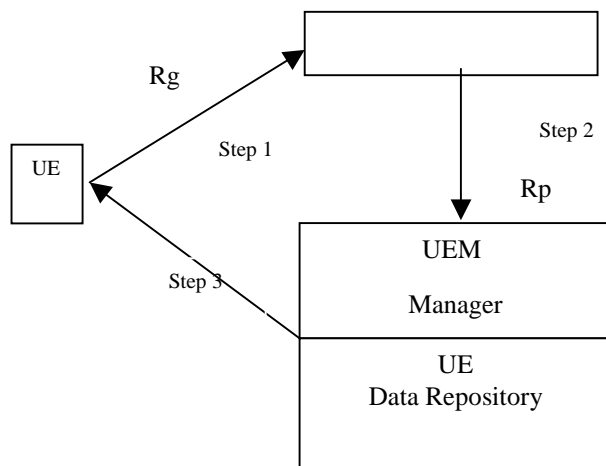 Rg
Step 1
Step 2
UE
Rp
UEM
Manager
Step 3
UE
Data Repository